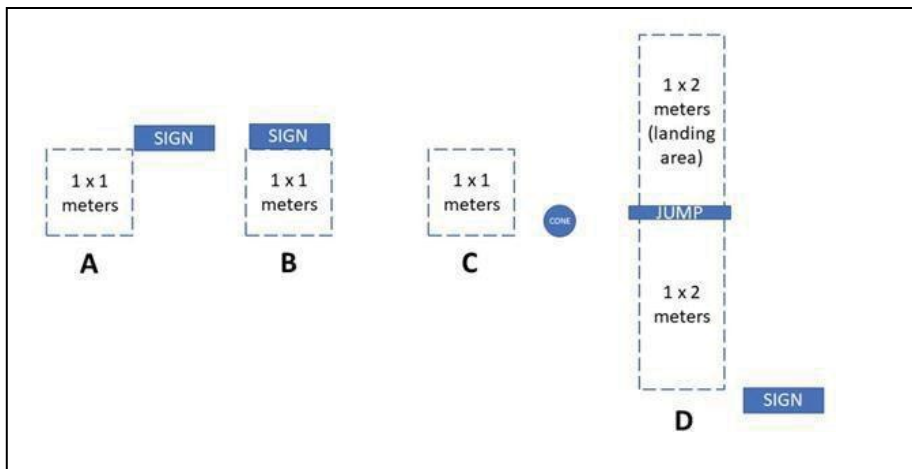 SIGN
1 x 1
meters
A
SIGN
1 x 1
meters
B
1 x 1
meters
C
CONE
1 x 2
meters
(landing
area)
JUMP
1 x 2
meters
D
SIGN